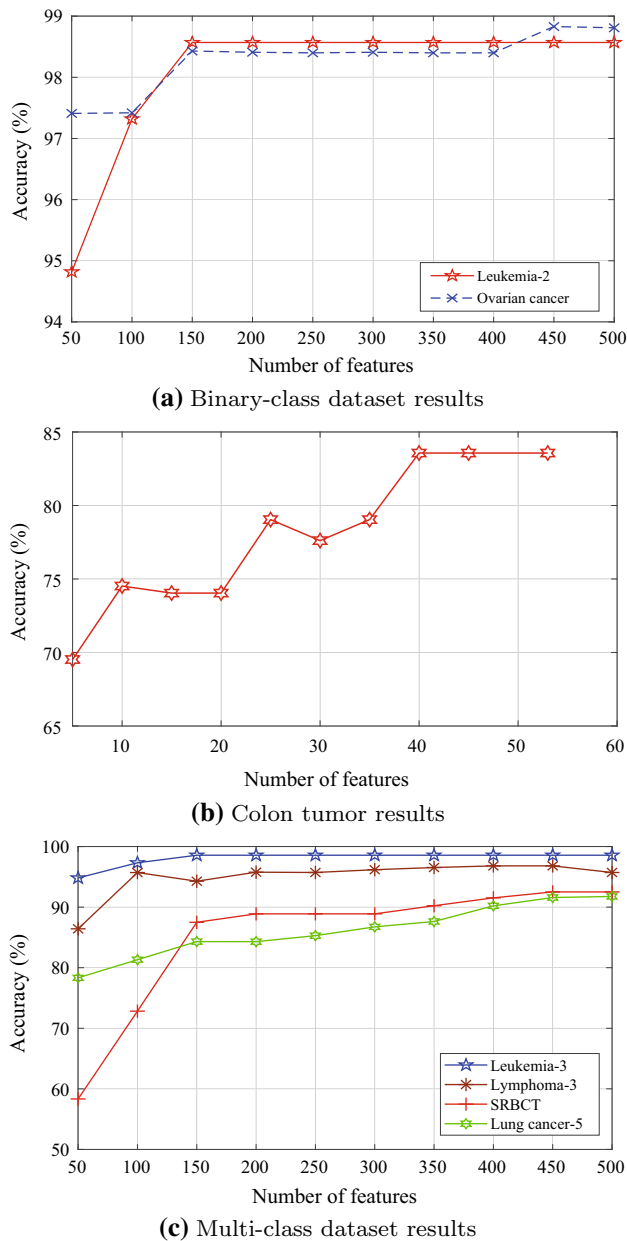 99
98
97
96
95
94
Accuracy (%)
Leukemia-2
Ovarian cancer
50 100 150 200 250 300 350 400 450 500
Number of features
(a) Binary-class dataset results
85
80
75
70
65
Accuracy (%)
10 20 30 40 50 60
Number of features
(b) Colon tumor results
100
90
80
70
60
50
Accuracy (%)
Leukemia-3
Lymphoma-3
SRBCT
Lung cancer-5
50 100 150 200 250 300 350 400 450 500
Number of features
(c) Multi-class dataset results